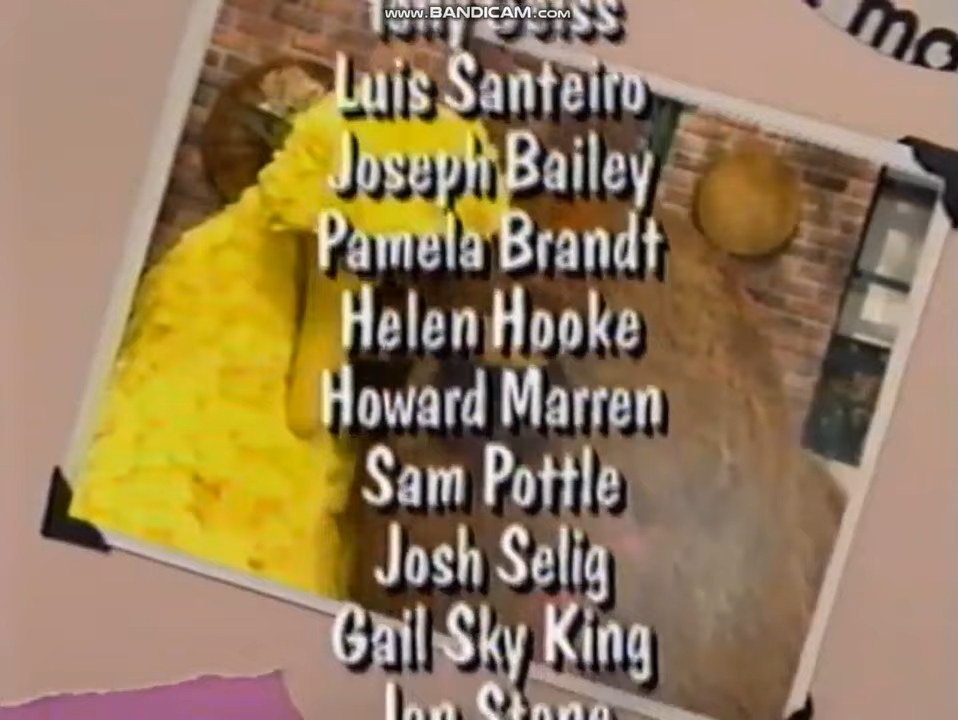 www.BANDICAM.com
mo
Luis Santeiro
Joseph Bailey
Pamela Brandt
Helen Hooke
Howard Marren
Sam Pottle
Josh Selig
Gail Sky King